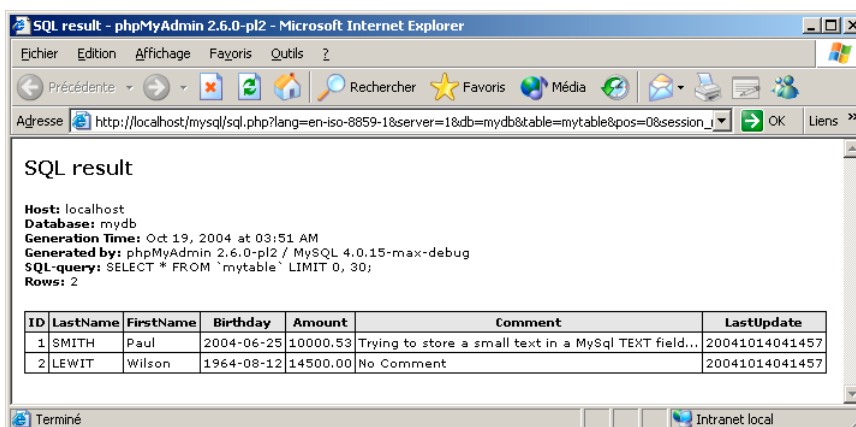 SQL result - phpMyAdmin 2.6.0-pl2 - Microsoft Internet Explorer
Fichier Edition Affichage Favoris Outils ?
Précédente Rechercher Favoris Média
Adresse http://localhost/mysql/sql.php?lang=en-iso-8859-1&server=1&db=mydb&table=mytable&pos=0&session_ OK Liens »
SQL result
Host: localhost
Database: mydb
Generation Time: Oct 19, 2004 at 03:51 AM
Generated by: phpMyAdmin 2.6.0-pl2 / MySQL 4.0.15-max-debug
SQL-query: SELECT * FROM `mytable` LIMIT 0, 30;
Rows: 2
ID LastName FirstName Birthday Amount Comment LastUpdate
1 SMITH Paul 2004-06-25 10000.53 Trying to store a small text in a MySql TEXT field... 20041014041457
2 LEWIT Wilson 1964-08-12 14500.00 No Comment 20041014041457
Terminé Intranet local